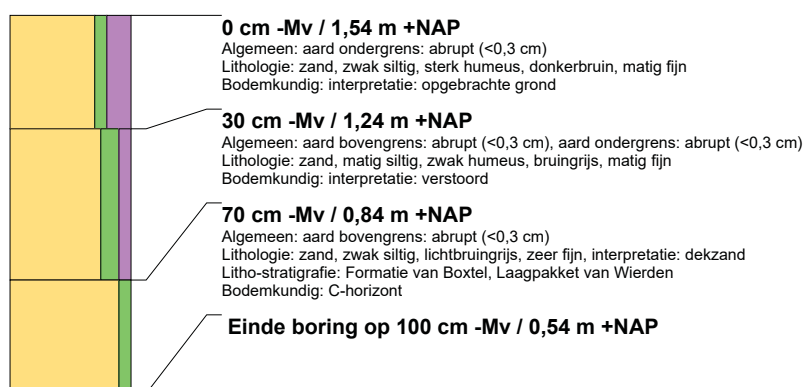 0 cm -Mv / 1,54 m +NAP
Algemeen: aard ondergrens: abrupt (<0,3 cm)
Lithologie: zand, zwak siltig, sterk humeus, donkerbruin, matig fijn
Bodemkundig: interpretatie: opgebrachte grond
30 cm -Mv / 1,24 m +NAP
Algemeen: aard bovengrens: abrupt (<0,3 cm), aard ondergrens: abrupt (<0,3 cm)
Lithologie: zand, matig siltig, zwak humeus, bruingrijs, matig fijn
Bodemkundig: interpretatie: verstoord
70 cm -Mv / 0,84 m +NAP
Algemeen: aard bovengrens: abrupt (<0,3 cm)
Lithologie: zand, zwak siltig, lichtbruingrijs, zeer fijn, interpretatie: dekzand
Litho-stratigrafie: Formatie van Boxtel, Laagpakket van Wierden
Bodemkundig: C-horizont
Einde boring op 100 cm -Mv / 0,54 m +NAP